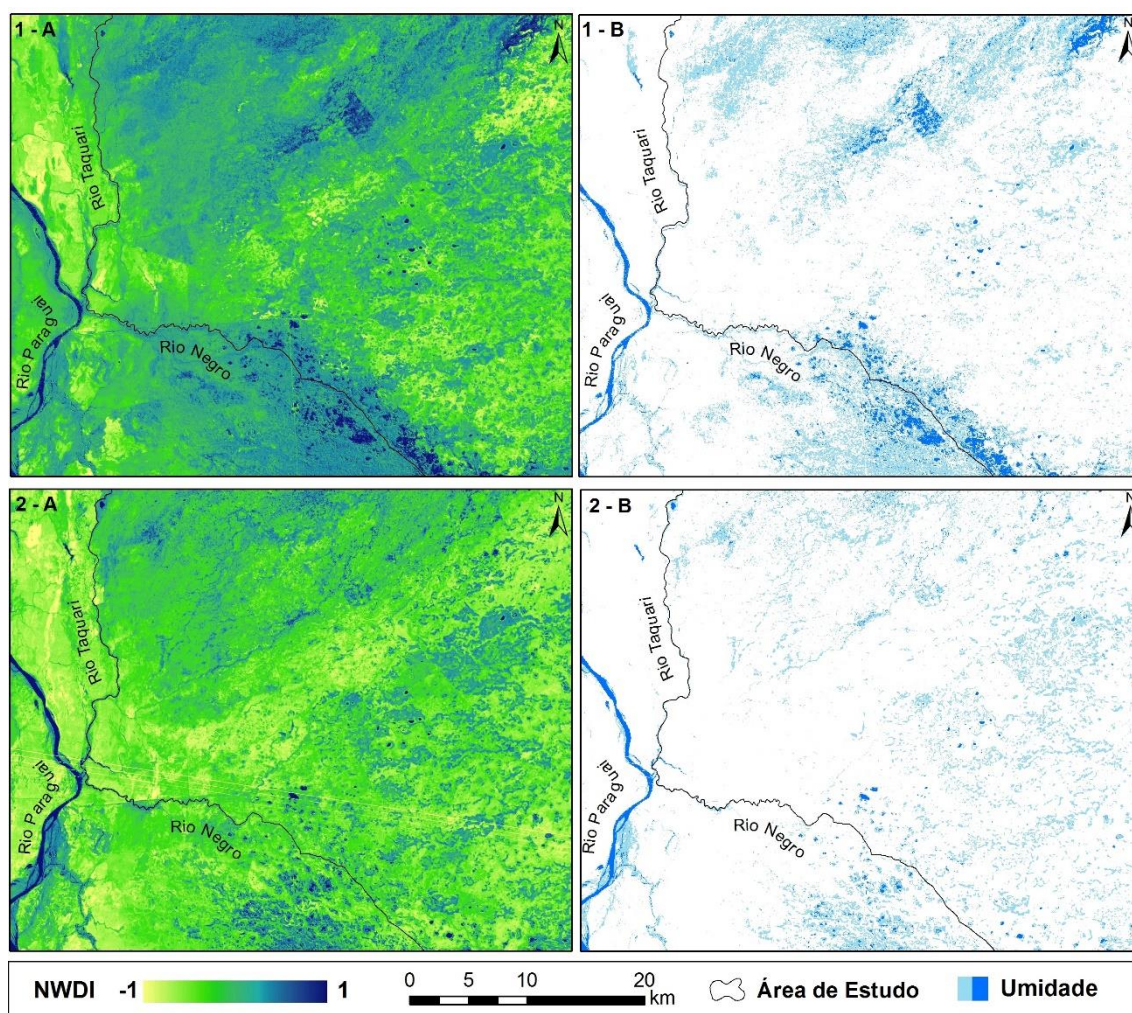 1 - A
N
Rio Taquari
Rio Paraguai
Rio Negro
1 - B
N
Rio Taquari
Rio Paraguai
Rio Negro
2 - A
N
Rio Taquari
Rio Paraguai
Rio Negro
2 - B
N
Rio Taquari
Rio Paraguai
Rio Negro
NWDI -1 1
0 5 10 20
km
Área de Estudo
Umidade